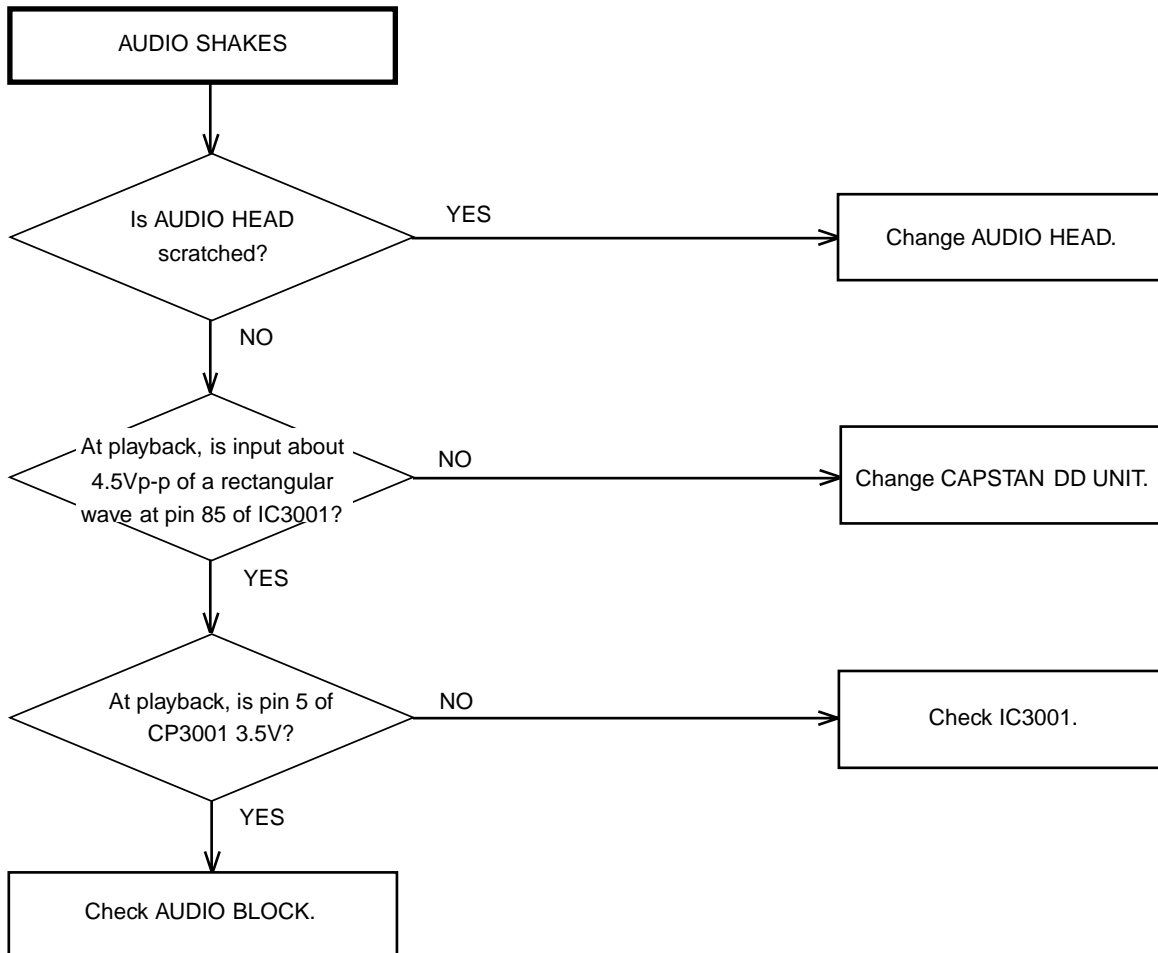 AUDIO SHAKES
Is AUDIO HEAD
scratched?
YES
Change AUDIO HEAD.
NO
At playback, is input about
4.5Vp-p of a rectangular
wave at pin 85 of IC3001?
NO
Change CAPSTAN DD UNIT.
YES
At playback, is pin 5 of
CP3001 3.5V?
NO
Check IC3001.
YES
Check AUDIO BLOCK.